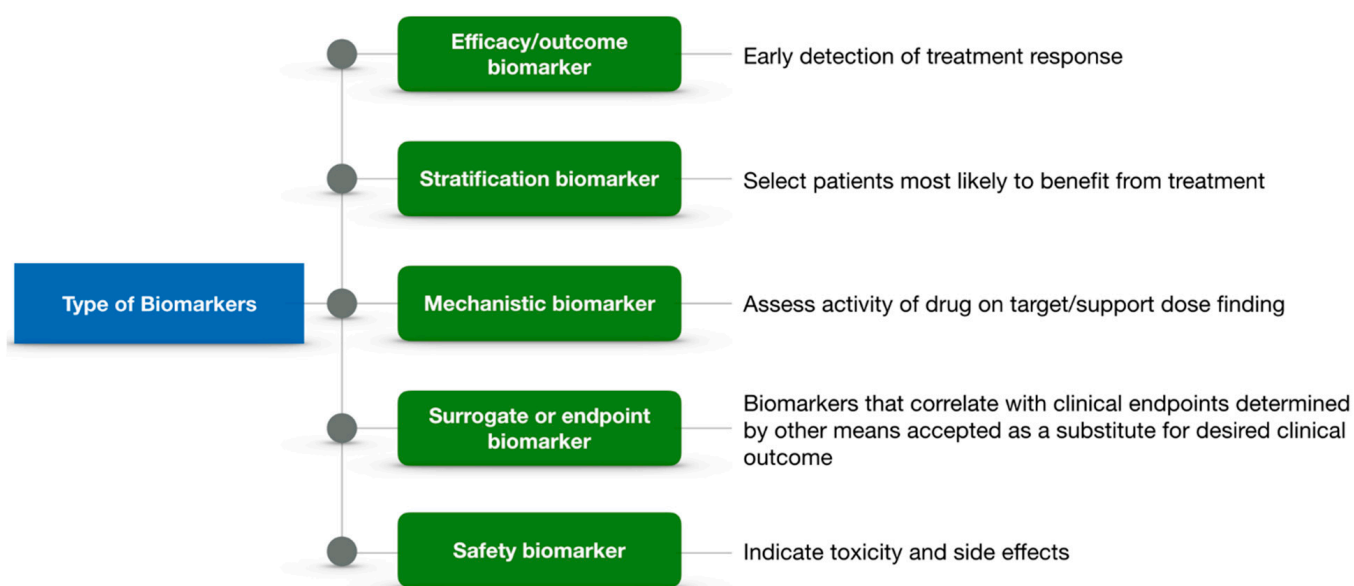 Efficacy/outcome
biomarker
Early detection of treatment response
Stratification biomarker
Select patients most likely to benefit from treatment
Type of Biomarkers
Mechanistic biomarker
Assess activity of drug on target/support dose finding
Surrogate or endpoint
biomarker
Biomarkers that correlate with clinical endpoints determined
by other means accepted as a substitute for desired clinical
outcome
Safety biomarker
Indicate toxicity and side effects